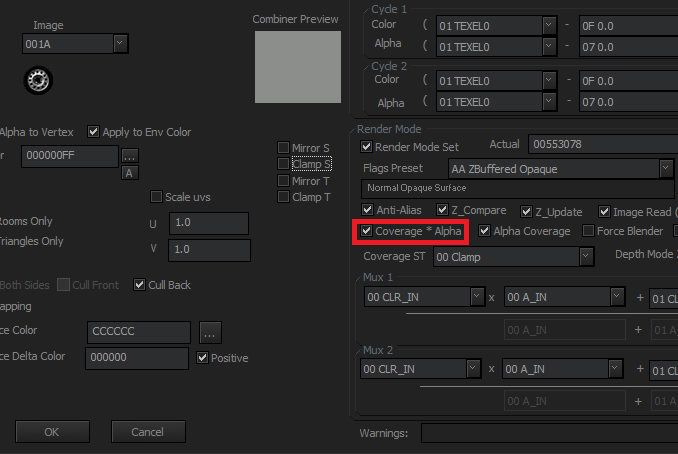 Image
001A
Combiner Preview
Alpha to Vertex
Apply to Env Color
r
000000FF
...
A
Mirror S
Clamp S
Mirror T
Clamp T
Scale uvs
Rooms Only
U
1.0
Triangles Only
V
1.0
Both Sides
Cull Front
Cull Back
apping
ce Color
CCCCCC
...
ce Delta Color
000000
Positive
OK
Cancel
Cycle 1
Color ( 01 TEXEL0 - 0F 0.0
Alpha ( 01 TEXEL0 - 07 0.0
Cycle 2
Color ( 01 TEXEL0 - 0F 0.0
Alpha ( 01 TEXEL0 - 07 0.0
Render Mode
Render Mode Set Actual 00553078
Flags Preset AA ZBuffered Opaque
Normal Opaque Surface
Anti-Alias Z_Compare Z_Update Image Read (
Coverage * Alpha Alpha Coverage Force Blender
Coverage ST 00 Clamp Depth Mode Z
Mux 1
00 CLR_IN x 00 A_IN + 01 CL
00 A_IN + 01 A
Mux 2
00 CLR_IN x 00 A_IN + 01 CL
00 A_IN + 01 A
Warnings: